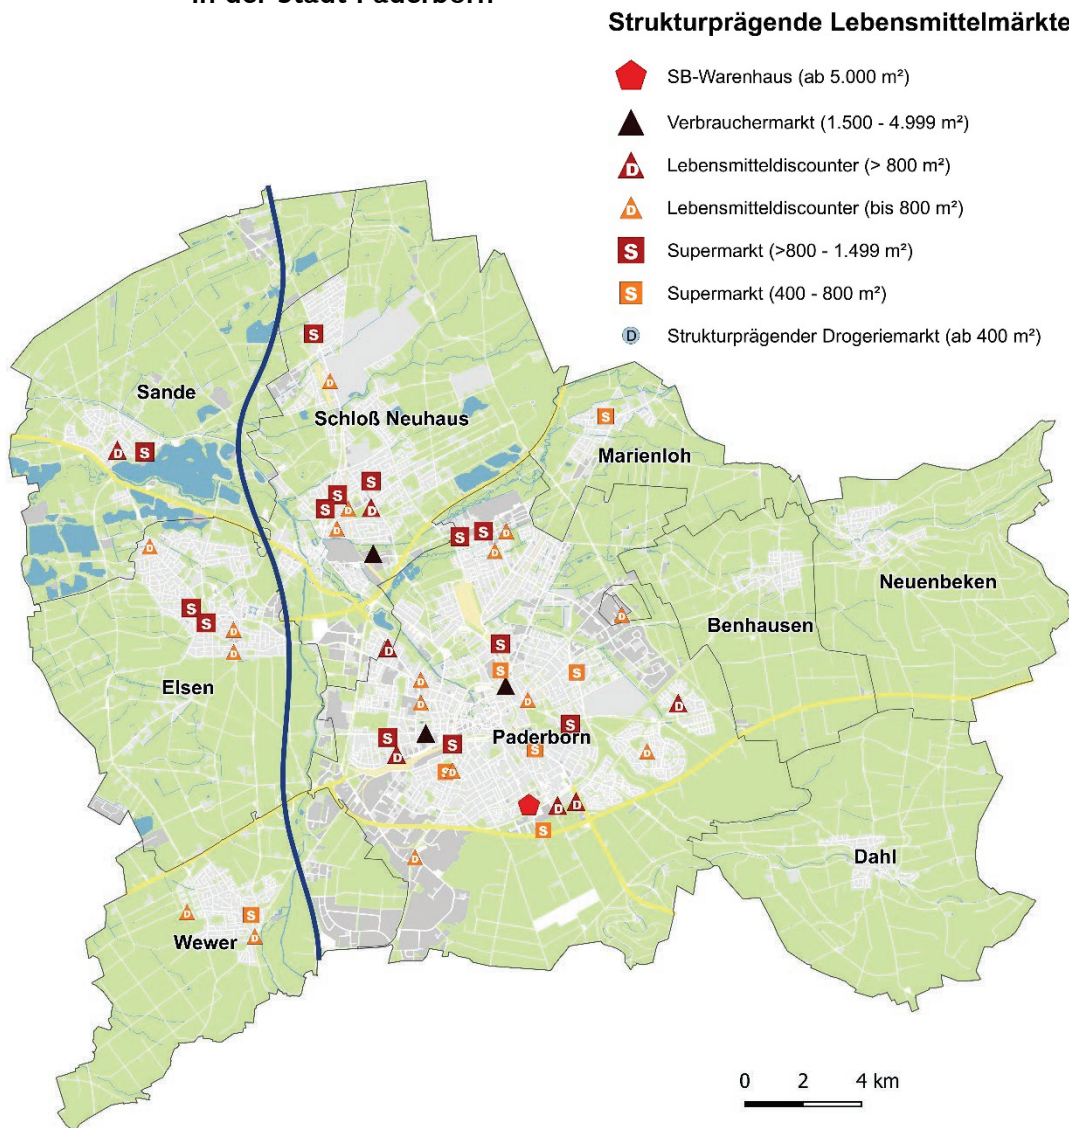 in der Stadt Paderborn
Strukturprägende Lebensmittelmärkte
SB-Warenhaus (ab 5.000 m²)
Verbrauchermarkt (1.500 - 4.999 m²)
D Lebensmitteldiscounter (> 800 m²)
D Lebensmitteldiscounter (bis 800 m²)
S Supermarkt (>800 - 1.499 m²)
S Supermarkt (400 - 800 m²)
D Strukturprägender Drogeriemarkt (ab 400 m²)
Sande
Schloß Neuhaus
Marienloh
Neuenbeken
Benhausen
Elsen
Paderborn
Dahl
Wewer
0 2 4 km